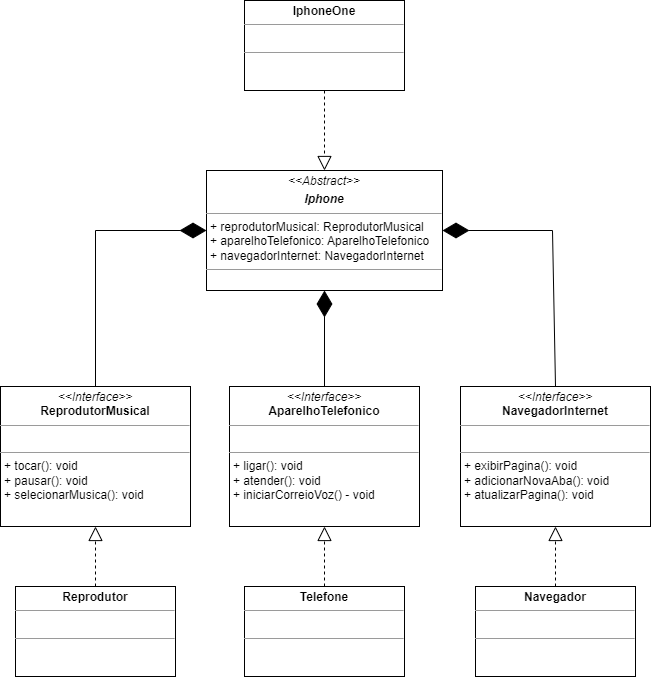 IphoneOne
<<Abstract>>
Iphone
+ reprodutorMusical: ReprodutorMusical
+ aparelhoTelefonico: AparelhoTelefonico
+ navegadorInternet: NavegadorInternet
<<Interface>>
ReprodutorMusical
+ tocar(): void
+ pausar(): void
+ selecionarMusica(): void
<<Interface>>
AparelhoTelefonico
+ ligar(): void
+ atender(): void
+ iniciarCorreioVoz() - void
<<Interface>>
NavegadorInternet
+ exibirPagina(): void
+ adicionarNovaAba(): void
+ atualizarPagina(): void
Reprodutor
Telefone
Navegador